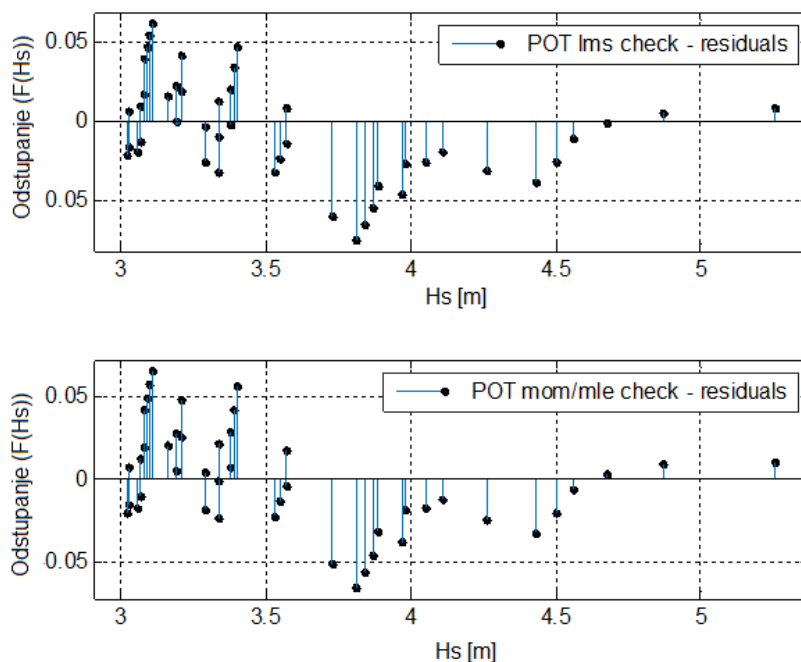 POT lms check - residuals
Odstupanje (F(Hs))
0.05
0
0.05
3 3.5 4 4.5 5
Hs [m]
POT mom/mle check - residuals
Odstupanje (F(Hs))
0.05
0
0.05
3 3.5 4 4.5 5
Hs [m]